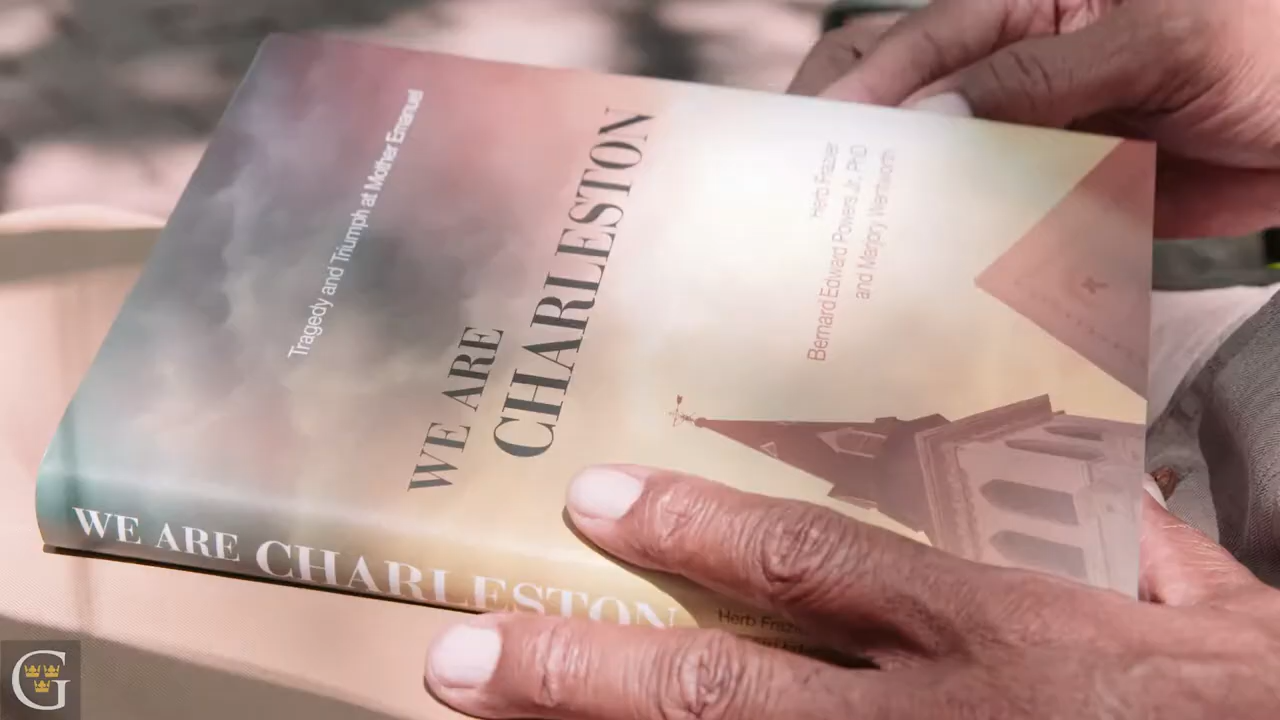 Tragedy and Triumph at Mother Emanuel
WE ARE
CHARLESTON
Herb Frazier
Bernard Edward Powers Jr., PhD
and Marjory Wentworth
WE ARE CHARLESTON
Herb Frazie
G